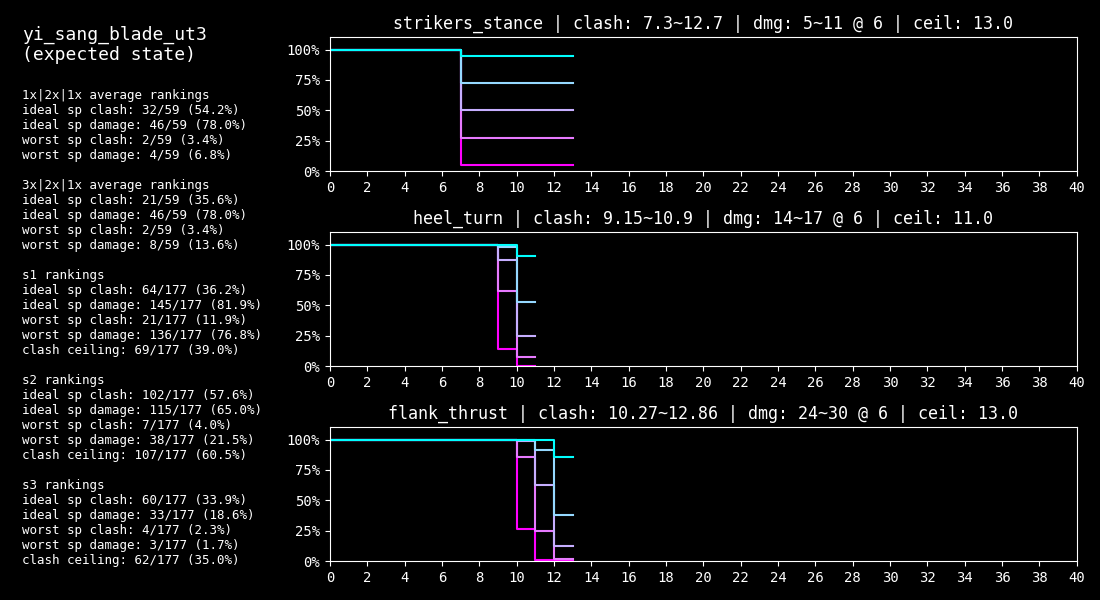 yi_sang_blade_ut3
(expected state)
1x|2x|1x average rankings
ideal sp clash: 32/59 (54.2%)
ideal sp damage: 46/59 (78.0%)
worst sp clash: 2/59 (3.4%)
worst sp damage: 4/59 (6.8%)
3x|2x|1x average rankings
ideal sp clash: 21/59 (35.6%)
ideal sp damage: 46/59 (78.0%)
worst sp clash: 2/59 (3.4%)
worst sp damage: 8/59 (13.6%)
s1 rankings
ideal sp clash: 64/177 (36.2%)
ideal sp damage: 145/177 (81.9%)
worst sp clash: 21/177 (11.9%)
worst sp damage: 136/177 (76.8%)
clash ceiling: 69/177 (39.0%)
s2 rankings
ideal sp clash: 102/177 (57.6%)
ideal sp damage: 115/177 (65.0%)
worst sp clash: 7/177 (4.0%)
worst sp damage: 38/177 (21.5%)
clash ceiling: 107/177 (60.5%)
s3 rankings
ideal sp clash: 60/177 (33.9%)
ideal sp damage: 33/177 (18.6%)
worst sp clash: 4/177 (2.3%)
worst sp damage: 3/177 (1.7%)
clash ceiling: 62/177 (35.0%)
strikers_stance | clash: 7.3~12.7 | dmg: 5~11 @ 6 | ceil: 13.0
100%
75%
50%
25%
0%
0 2 4 6 8 10 12 14 16 18 20 22 24 26 28 30 32 34 36 38 40
heel_turn | clash: 9.15~10.9 | dmg: 14~17 @ 6 | ceil: 11.0
100%
75%
50%
25%
0%
0 2 4 6 8 10 12 14 16 18 20 22 24 26 28 30 32 34 36 38 40
flank_thrust | clash: 10.27~12.86 | dmg: 24~30 @ 6 | ceil: 13.0
100%
75%
50%
25%
0%
0 2 4 6 8 10 12 14 16 18 20 22 24 26 28 30 32 34 36 38 40